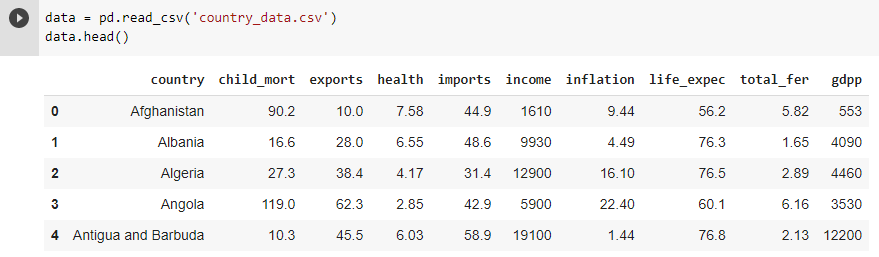 data = pd.read_csv('country_data.csv')
data.head()
country child_mort exports health imports income inflation life_expec total_fer gdpp
0 Afghanistan 90.2 10.0 7.58 44.9 1610 9.44 56.2 5.82 553
1 Albania 16.6 28.0 6.55 48.6 9930 4.49 76.3 1.65 4090
2 Algeria 27.3 38.4 4.17 31.4 12900 16.10 76.5 2.89 4460
3 Angola 119.0 62.3 2.85 42.9 5900 22.40 60.1 6.16 3530
4 Antigua and Barbuda 10.3 45.5 6.03 58.9 19100 1.44 76.8 2.13 12200